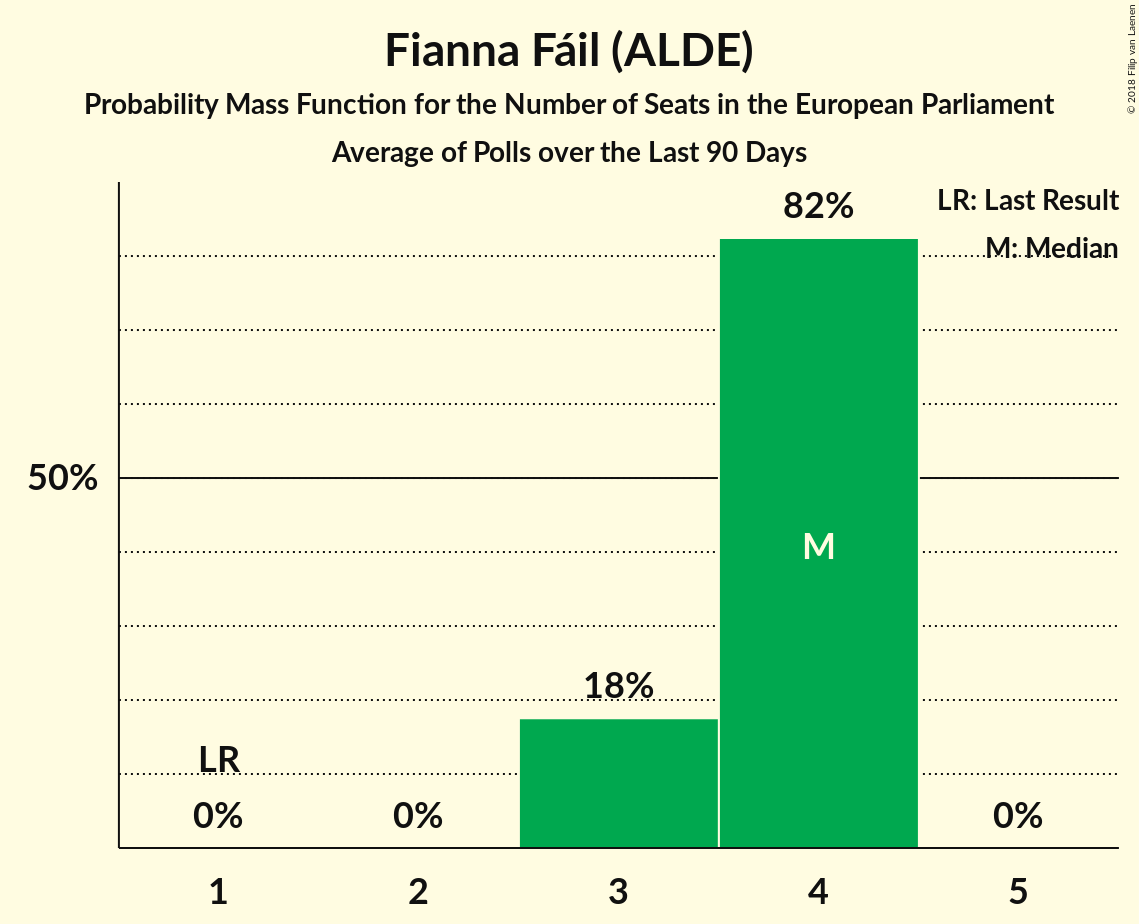 Fianna Fáil (ALDE)
Probability Mass Function for the Number of Seats in the European Parliament
Average of Polls over the Last 90 Days
© 2018 Filip van Laenen
82%
LR: Last Result
M: Median
50%
M
18%
LR
0%
0%
0%
1
2
3
4
5